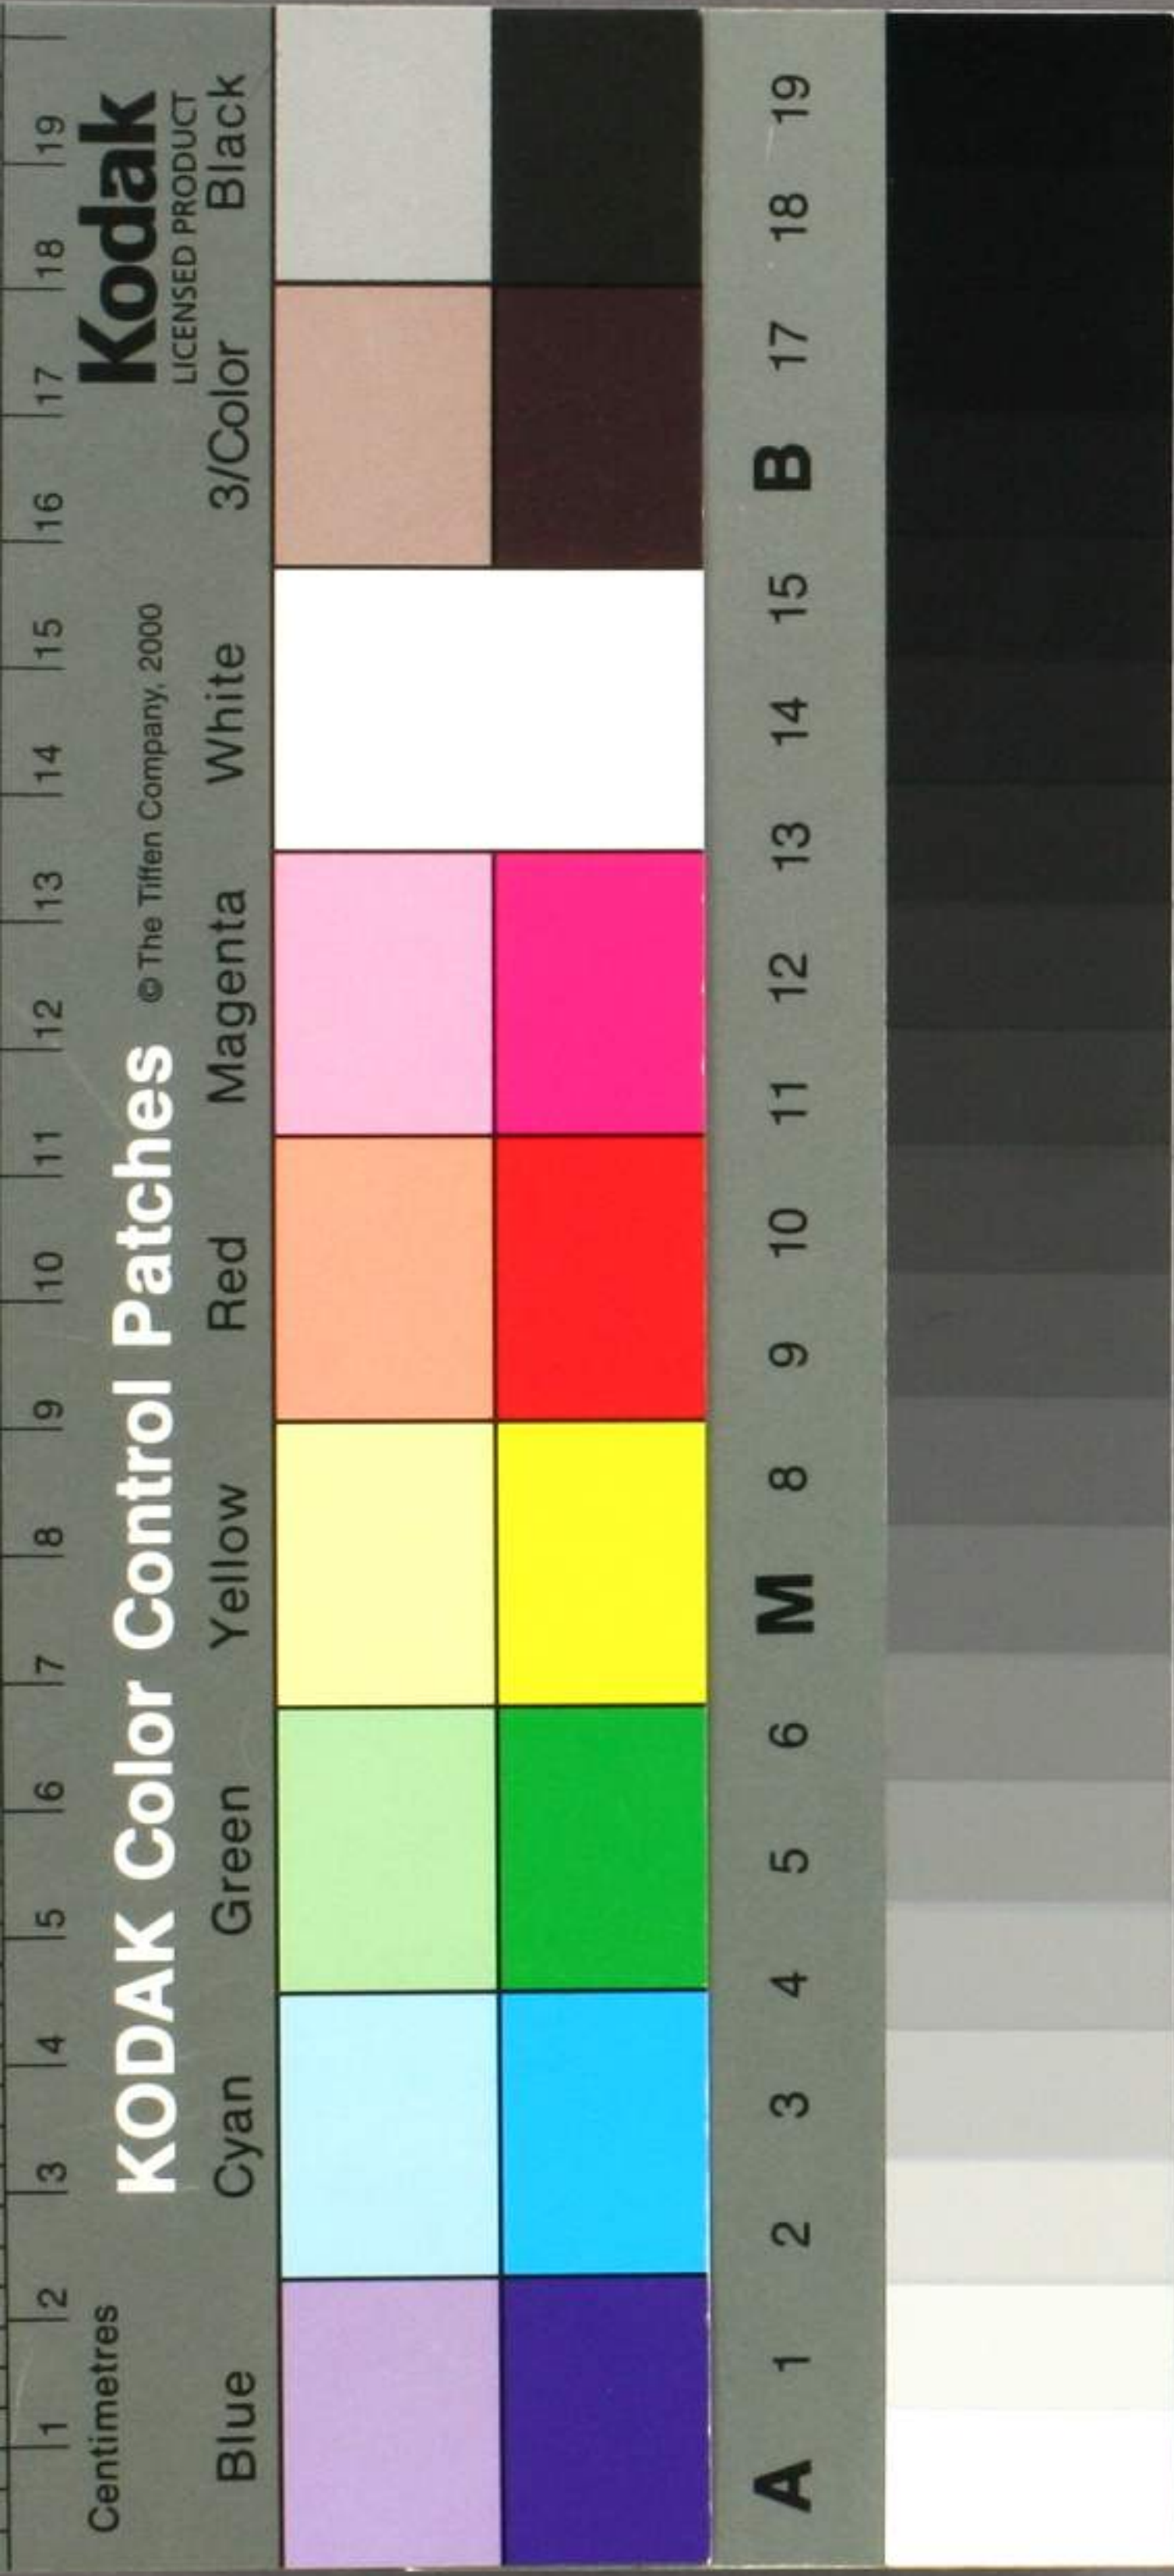 Centimetres
1 2 3 4 5 6 7 8 9 10 11 12 13 14 15 16 17 18 19
KODAK Color Control Patches © The Tiffen Company, 2000
Kodak
LICENSED PRODUCT
Blue Cyan Green Yellow Red Magenta White 3/Color Black
A 1 2 3 4 5 6 M 8 9 10 11 12 13 14 15 B 17 18 19